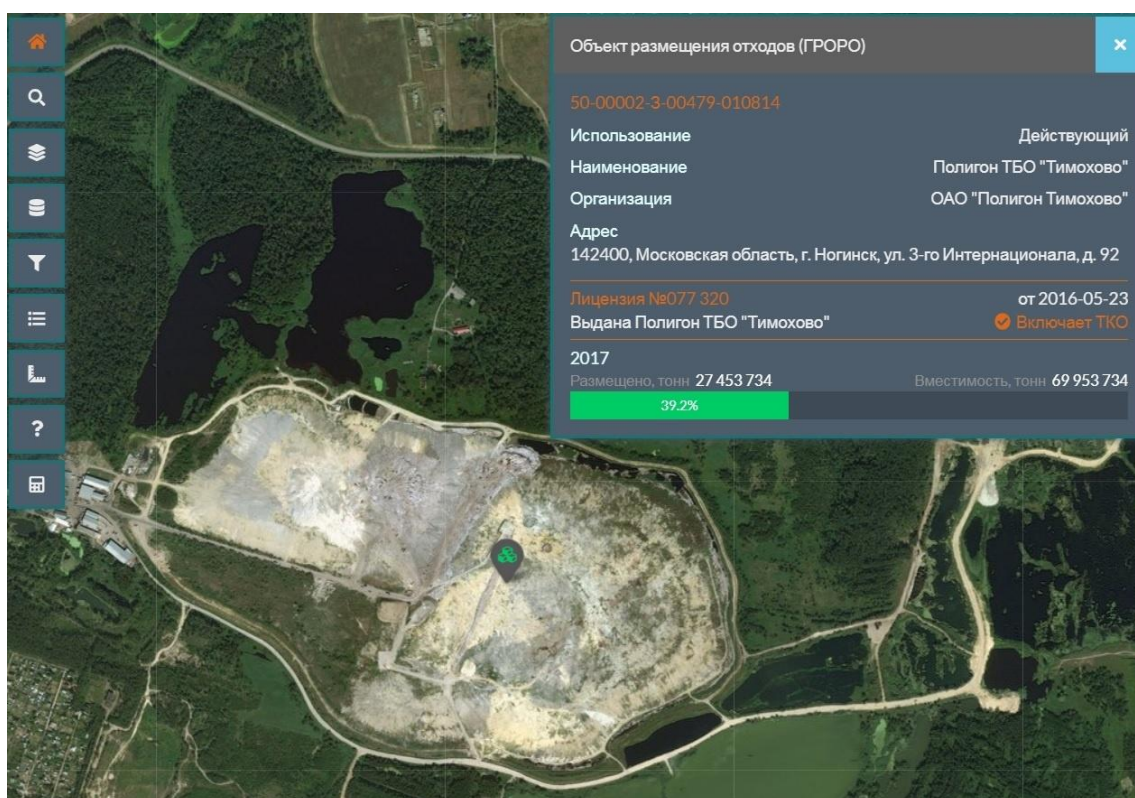 Объект размещения отходов (ГРОРО)
50-00002-З-00479-010814
Использование Действующий
Наименование Полигон ТБО "Тимохово"
Организация ОАО "Полигон Тимохово"
Адрес
142400, Московская область, г. Ногинск, ул. 3-го Интернационала, д. 92
Лицензия №077 320 от 2016-05-23
Выдана Полигон ТБО "Тимохово" Включает ТКО
2017
Размещено, тонн 27 453 734 Вместимость, тонн 69 953 734
39.2%